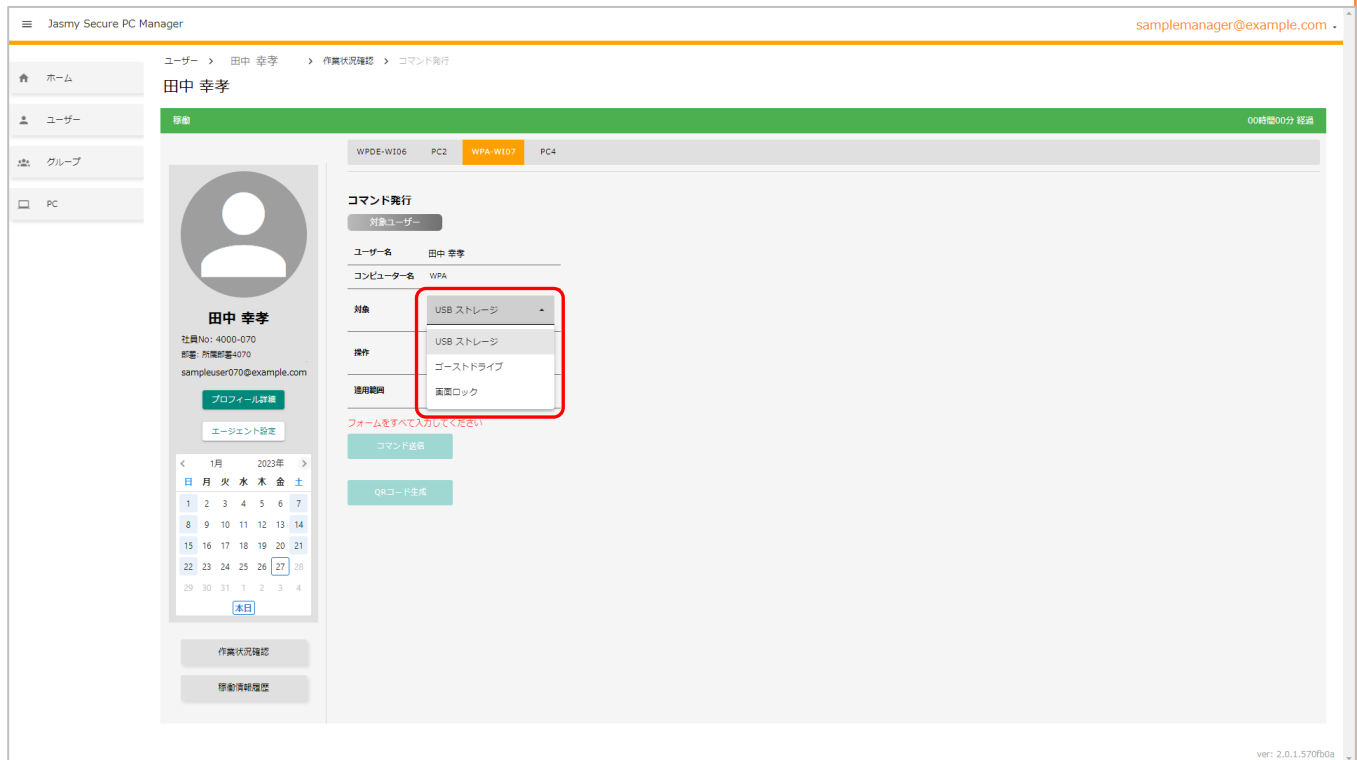 Jasmy Secure PC Manager
samplemanager@example.com
ホーム
ユーザー
グループ
PC
ユーザー > 田中 幸孝 > 作業状況確認 > コマンド発行
田中 幸孝
稼働 00時間00分 経過
WPDE-WI06 PC2 WPA-WI07 PC4
田中 幸孝
社員No: 4000-070
部署: 所属部署4070
sampleuser070@example.com
プロフィール詳細
エージェント設定
< 1月 2023年 >
日 月 火 水 木 金 土
1 2 3 4 5 6 7
8 9 10 11 12 13 14
15 16 17 18 19 20 21
22 23 24 25 26 27 28
29 30 31 1 2 3 4
本日
作業状況確認
稼働情報履歴
コマンド発行
対象ユーザー
ユーザー名 田中 幸孝
コンピューター名 WPA
対象 USB ストレージ
USB ストレージ
ゴーストドライブ
画面ロック
操作
適用範囲
フォームをすべて入力してください
コマンド送信
QRコード生成
ver: 2.0.1.570fb0a